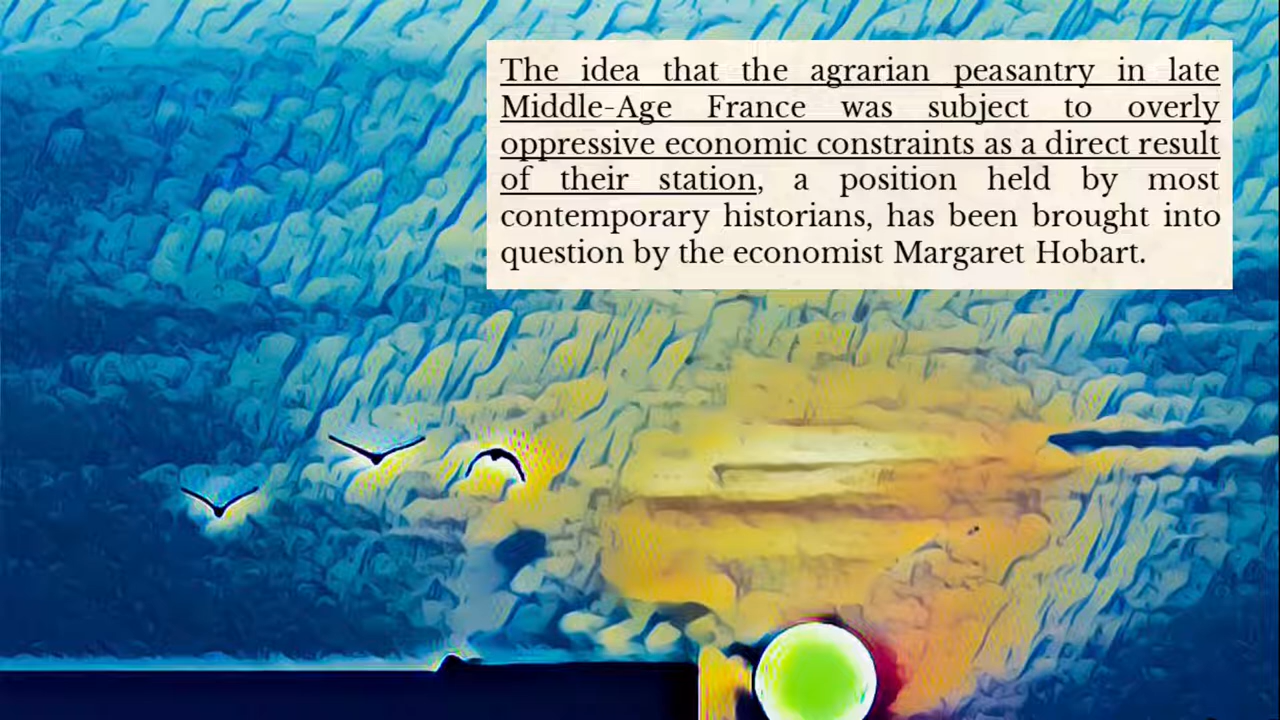 The idea that the agrarian peasantry in late
Middle-Age France was subject to overly
oppressive economic constraints as a direct result
of their station, a position held by most
contemporary historians, has been brought into
question by the economist Margaret Hobart.